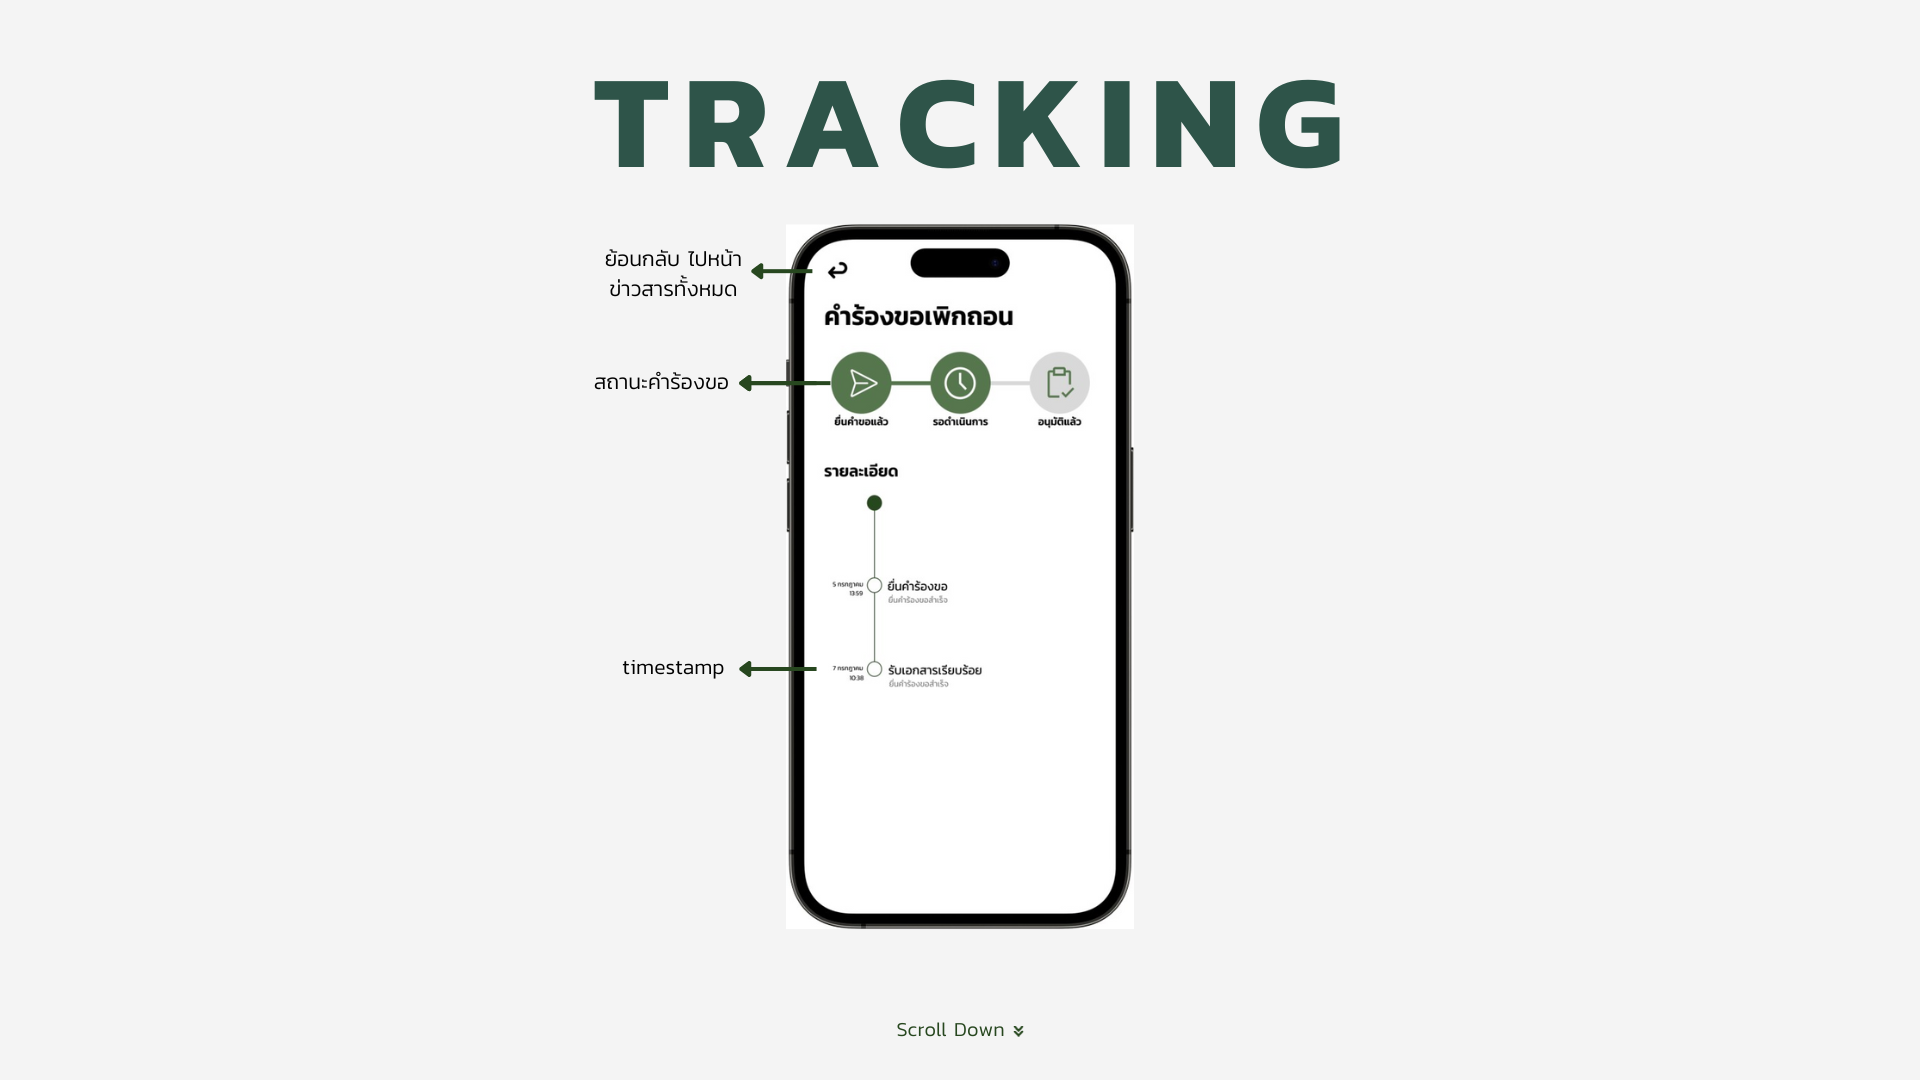 TRACKING
ย้อนกลับ ไปหน้า
ข่าวสารทั้งหมด
คำร้องขอเพิกถอน
สถานะคำร้องขอ
ยื่นคำขอแล้ว
รอดำเนินการ
อนุมัติแล้ว
รายละเอียด
5 กรกฎาคม
13:59
ยื่นคำร้องขอ
ยื่นคำร้องขอสำเร็จ
timestamp
7 กรกฎาคม
10:38
รับเอกสารเรียบร้อย
ยื่นคำร้องขอสำเร็จ
Scroll Down